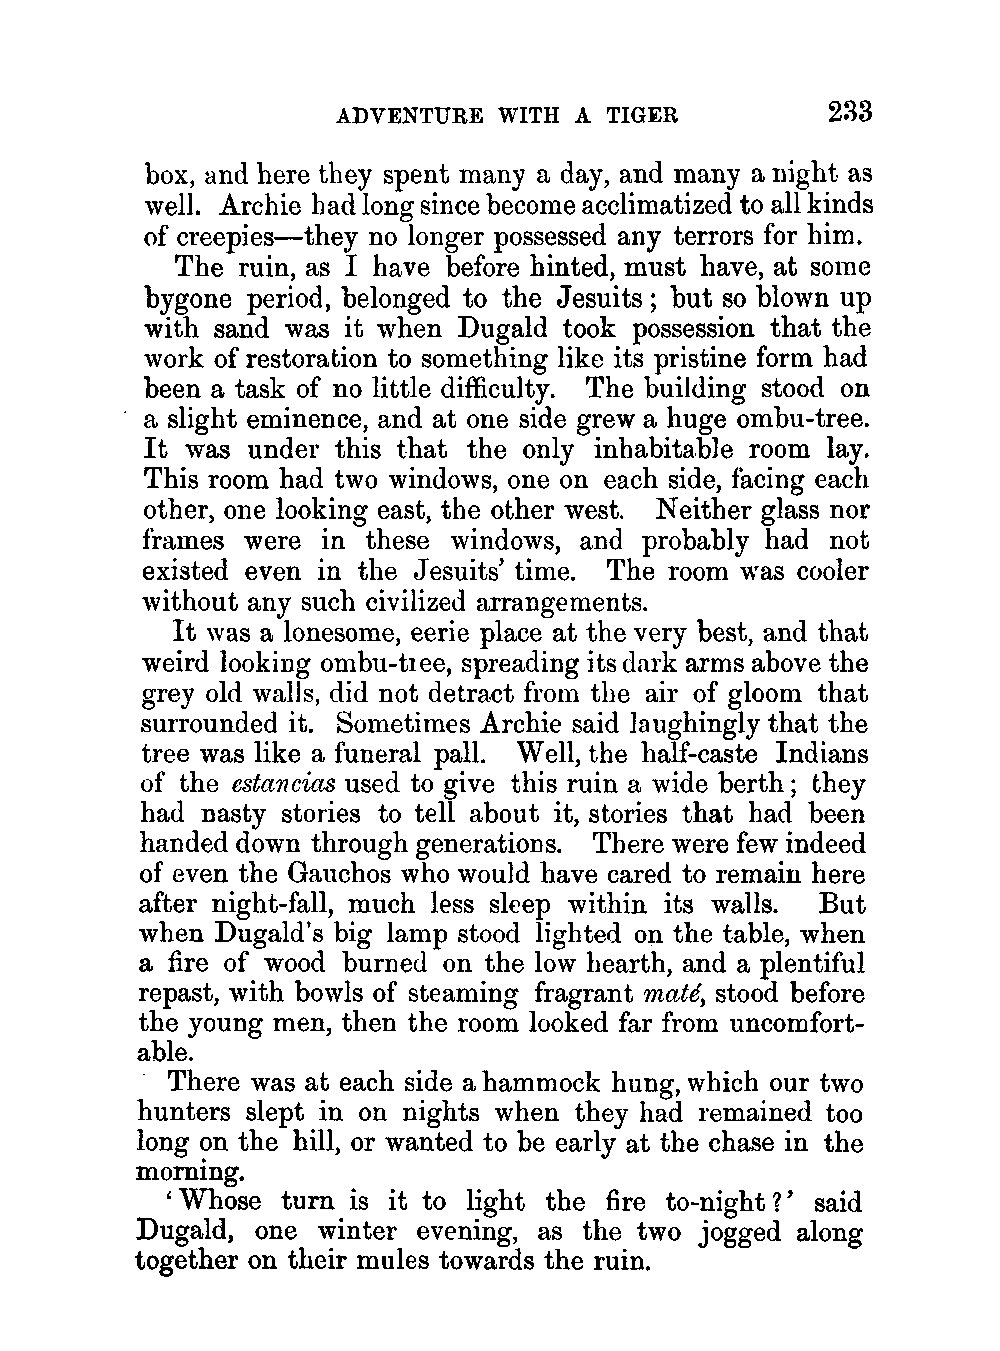 ADVENTURE WITH A TIGER 233
box, and here they spent many a day, and many a night as
well. Archie had long since become acclimatized to all kinds
of creepies—they no longer possessed any terrors for him.
The ruin, as I have before hinted, must have, at some
bygone period, belonged to the Jesuits; but so blown up
with sand was it when Dugald took possession that the
work of restoration to something like its pristine form had
been a task of no little difficulty. The building stood on
a slight eminence, and at one side grew a huge ombu-tree.
It was under this that the only inhabitable room lay.
This room had two windows, one on each side, facing each
other, one looking east, the other west. Neither glass nor
frames were in these windows, and probably had not
existed even in the Jesuits' time. The room was cooler
without any such civilized arrangements.
It was a lonesome, eerie place at the very best, and that
weird looking ombu-tree, spreading its dark arms above the
grey old walls, did not detract from the air of gloom that
surrounded it. Sometimes Archie said laughingly that the
tree was like a funeral pall. Well, the half-caste Indians
of the estancias used to give this ruin a wide berth; they
had nasty stories to tell about it, stories that had been
handed down through generations. There were few indeed
of even the Gauchos who would have cared to remain here
after night-fall, much less sleep within its walls. But
when Dugald's big lamp stood lighted on the table, when
a fire of wood burned on the low hearth, and a plentiful
repast, with bowls of steaming fragrant maté, stood before
the young men, then the room looked far from uncomfort-
able.
There was at each side a hammock hung, which our two
hunters slept in on nights when they had remained too
long on the hill, or wanted to be early at the chase in the
morning.
'Whose turn is it to light the fire to-night?' said
Dugald, one winter evening, as the two jogged along
together on their mules towards the ruin.